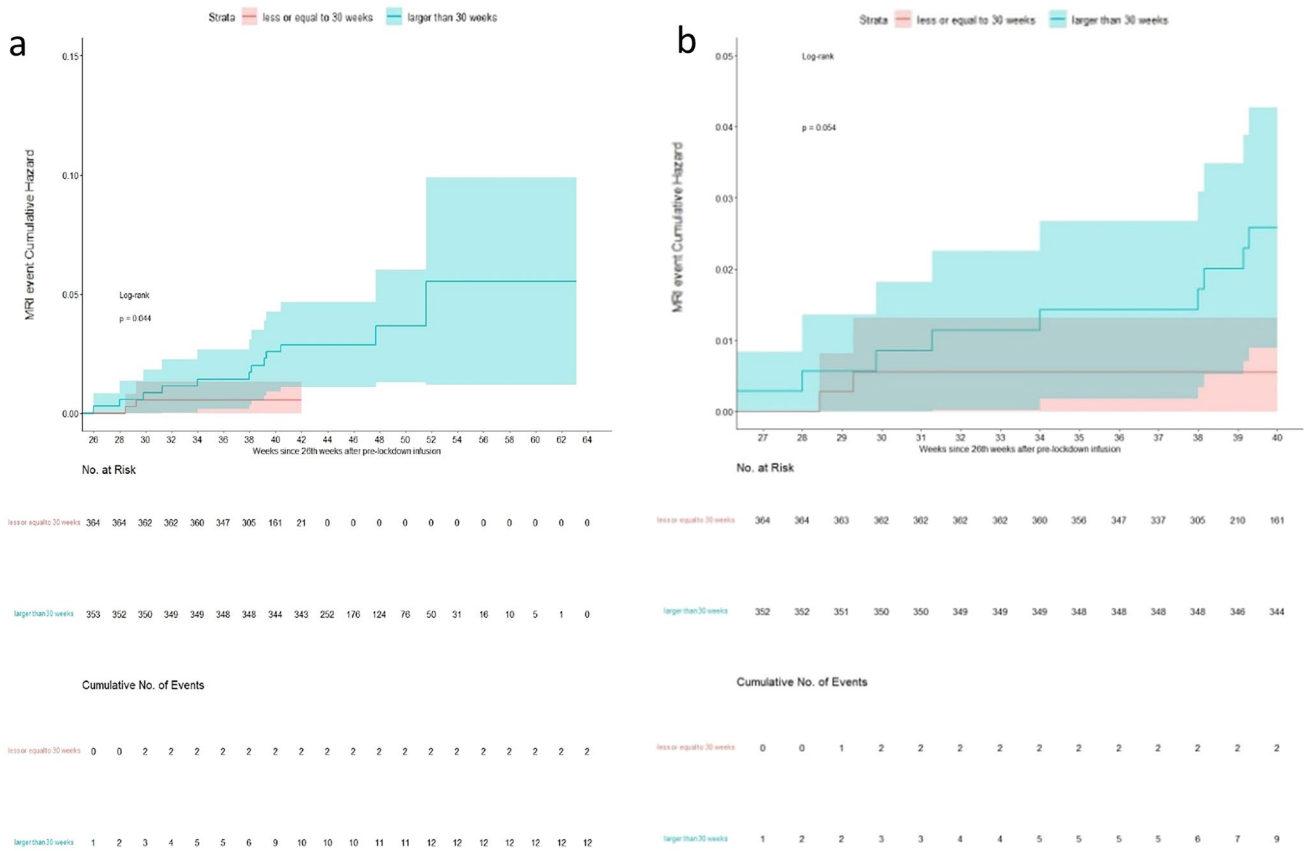 Strata less or equal to 30 weeks larger than 30 weeks
a
0.15
0.10
0.05
0.00
MRI event Cumulative Hazard
Log-rank
p = 0.044
26 28 30 32 34 36 38 40 42 44 46 48 50 52 54 56 58 60 62 64
Weeks since 26th weeks after pre-lockdown infusion
No. at Risk
less or equal to 30 weeks 364 364 362 362 360 347 305 161 21 0 0 0 0 0 0 0 0 0 0 0
larger than 30 weeks 353 352 350 349 349 348 348 344 343 252 176 124 76 50 31 16 10 5 1 0
Cumulative No. of Events
less or equal to 30 weeks 0 0 2 2 2 2 2 2 2 2 2 2 2 2 2 2 2 2 2 2
larger than 30 weeks 1 2 3 4 5 5 6 9 10 10 10 11 11 12 12 12 12 12 12 12
Strata less or equal to 30 weeks larger than 30 weeks
b
0.05
0.04
0.03
0.02
0.01
0.00
MRI event Cumulative Hazard
Log-rank
p = 0.054
27 28 29 30 31 32 33 34 35 36 37 38 39 40
Weeks since 26th weeks after pre-lockdown infusion
No. at Risk
less or equal to 30 weeks 364 364 363 362 362 362 362 360 356 347 337 305 210 161
larger than 30 weeks 352 352 351 350 350 349 349 349 348 348 348 348 346 344
Cumulative No. of Events
less or equal to 30 weeks 0 0 1 2 2 2 2 2 2 2 2 2 2 2
larger than 30 weeks 1 2 2 3 3 4 4 5 5 5 5 6 7 9